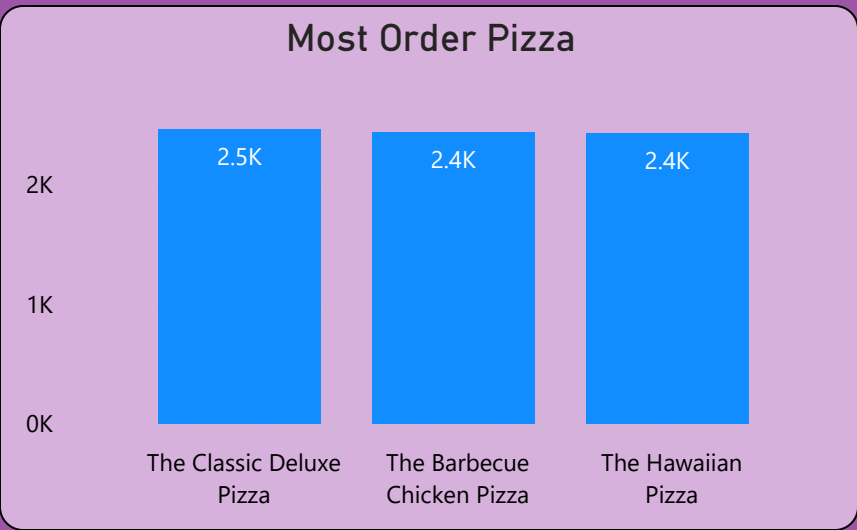 Most Order Pizza
2.5K
2.4K
2.4K
2K
1K
0K
The Classic Deluxe
Pizza
The Barbecue
Chicken Pizza
The Hawaiian
Pizza